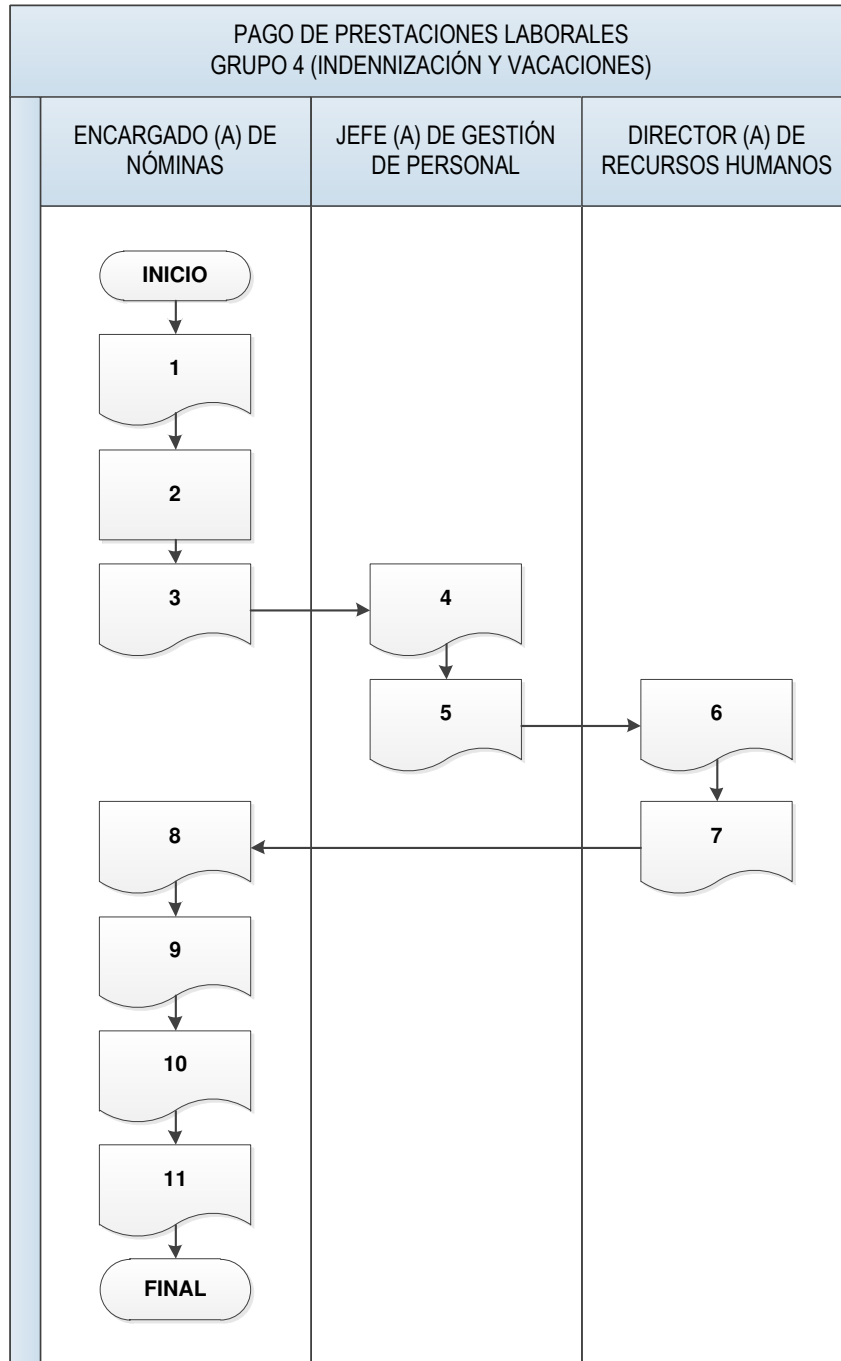 PAGO DE PRESTACIONES LABORALES
GRUPO 4 (INDENNIZACIÓN Y VACACIONES)
ENCARGADO (A) DE
NÓMINAS
JEFE (A) DE GESTIÓN
DE PERSONAL
DIRECTOR (A) DE
RECURSOS HUMANOS
INICIO
1
2
3
4
5
6
7
8
9
10
11
FINAL